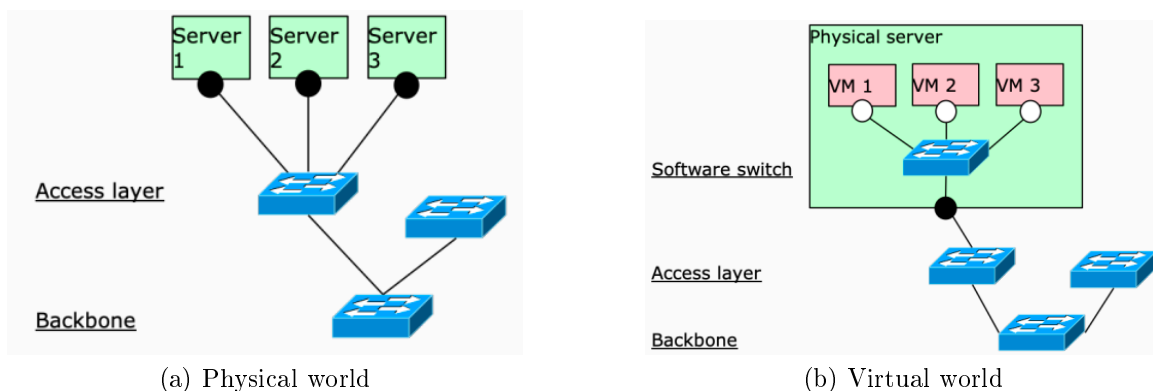 Server
1
Server
2
Server
3
Access layer
Backbone
(a) Physical world
Physical server
VM 1
VM 2
VM 3
Software switch
Access layer
Backbone
(b) Virtual world